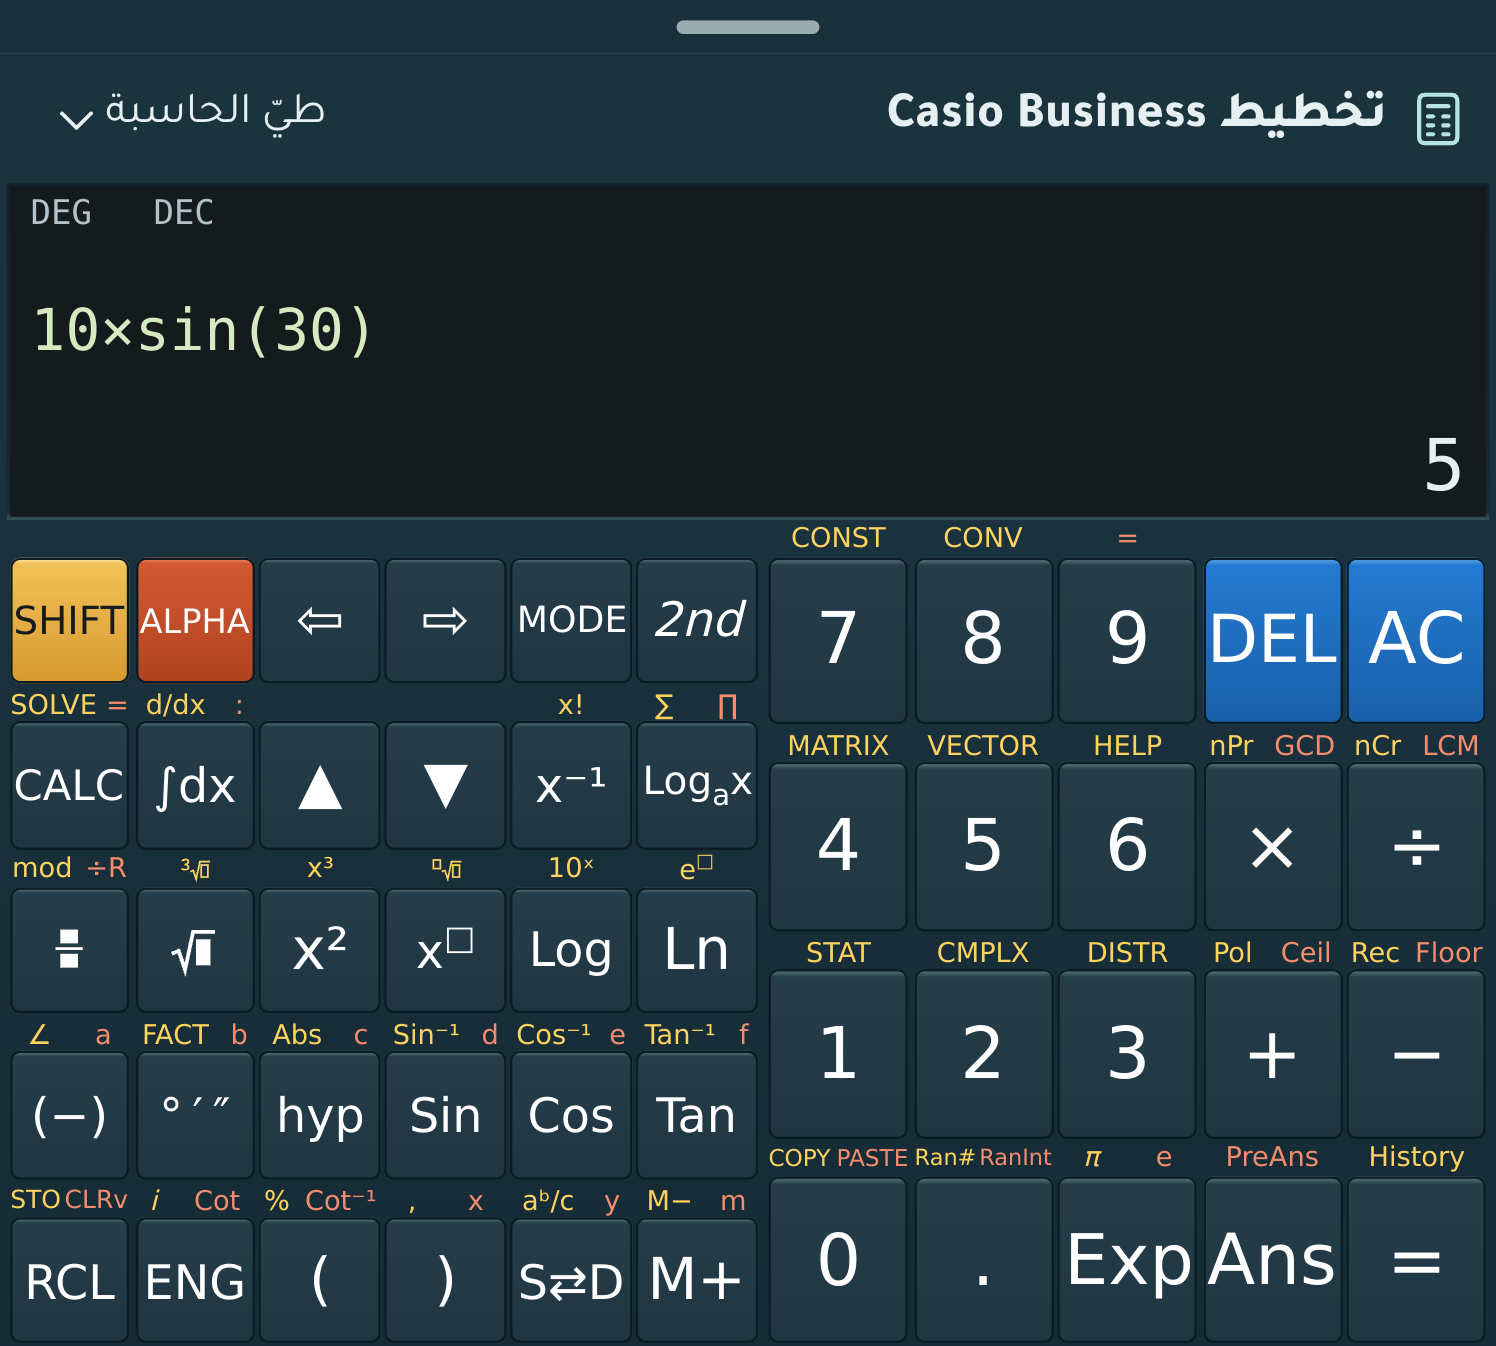 تخطيط Casio Business
طيّ الحاسبة
DEG DEC
10×sin(30)
5
CONST CONV =
SHIFT ALPHA ⇦ ⇨ MODE 2nd 7 8 9 DEL AC
SOLVE = d/dx : x! ∑ ∏ MATRIX VECTOR HELP nPr GCD nCr LCM
CALC ∫dx ▲ ▼ x⁻¹ Logₐx 4 5 6 × ÷
mod ÷R ³√□ x³ □√□ 10ˣ e□ STAT CMPLX DISTR Pol Ceil Rec Floor
√ x² x□ Log Ln 1 2 3 + −
∠ a FACT b Abs c Sin⁻¹ d Cos⁻¹ e Tan⁻¹ f
(−) °′″ hyp Sin Cos Tan
COPY PASTE Ran# RanInt π e PreAns History
STO CLRv i Cot % Cot⁻¹ , x aᵇ/c y M− m
RCL ENG ( ) S⇄D M+ 0 . Exp Ans =